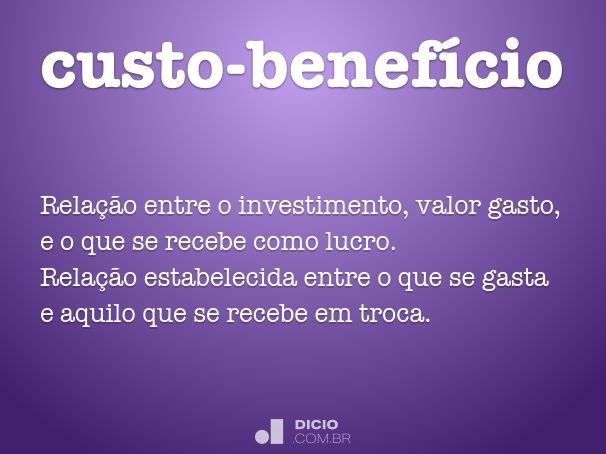 custo-benefício
Relação entre o investimento, valor gasto,
e o que se recebe como lucro.
Relação estabelecida entre o que se gasta
e aquilo que se recebe em troca.
DICIO
.COM.BR